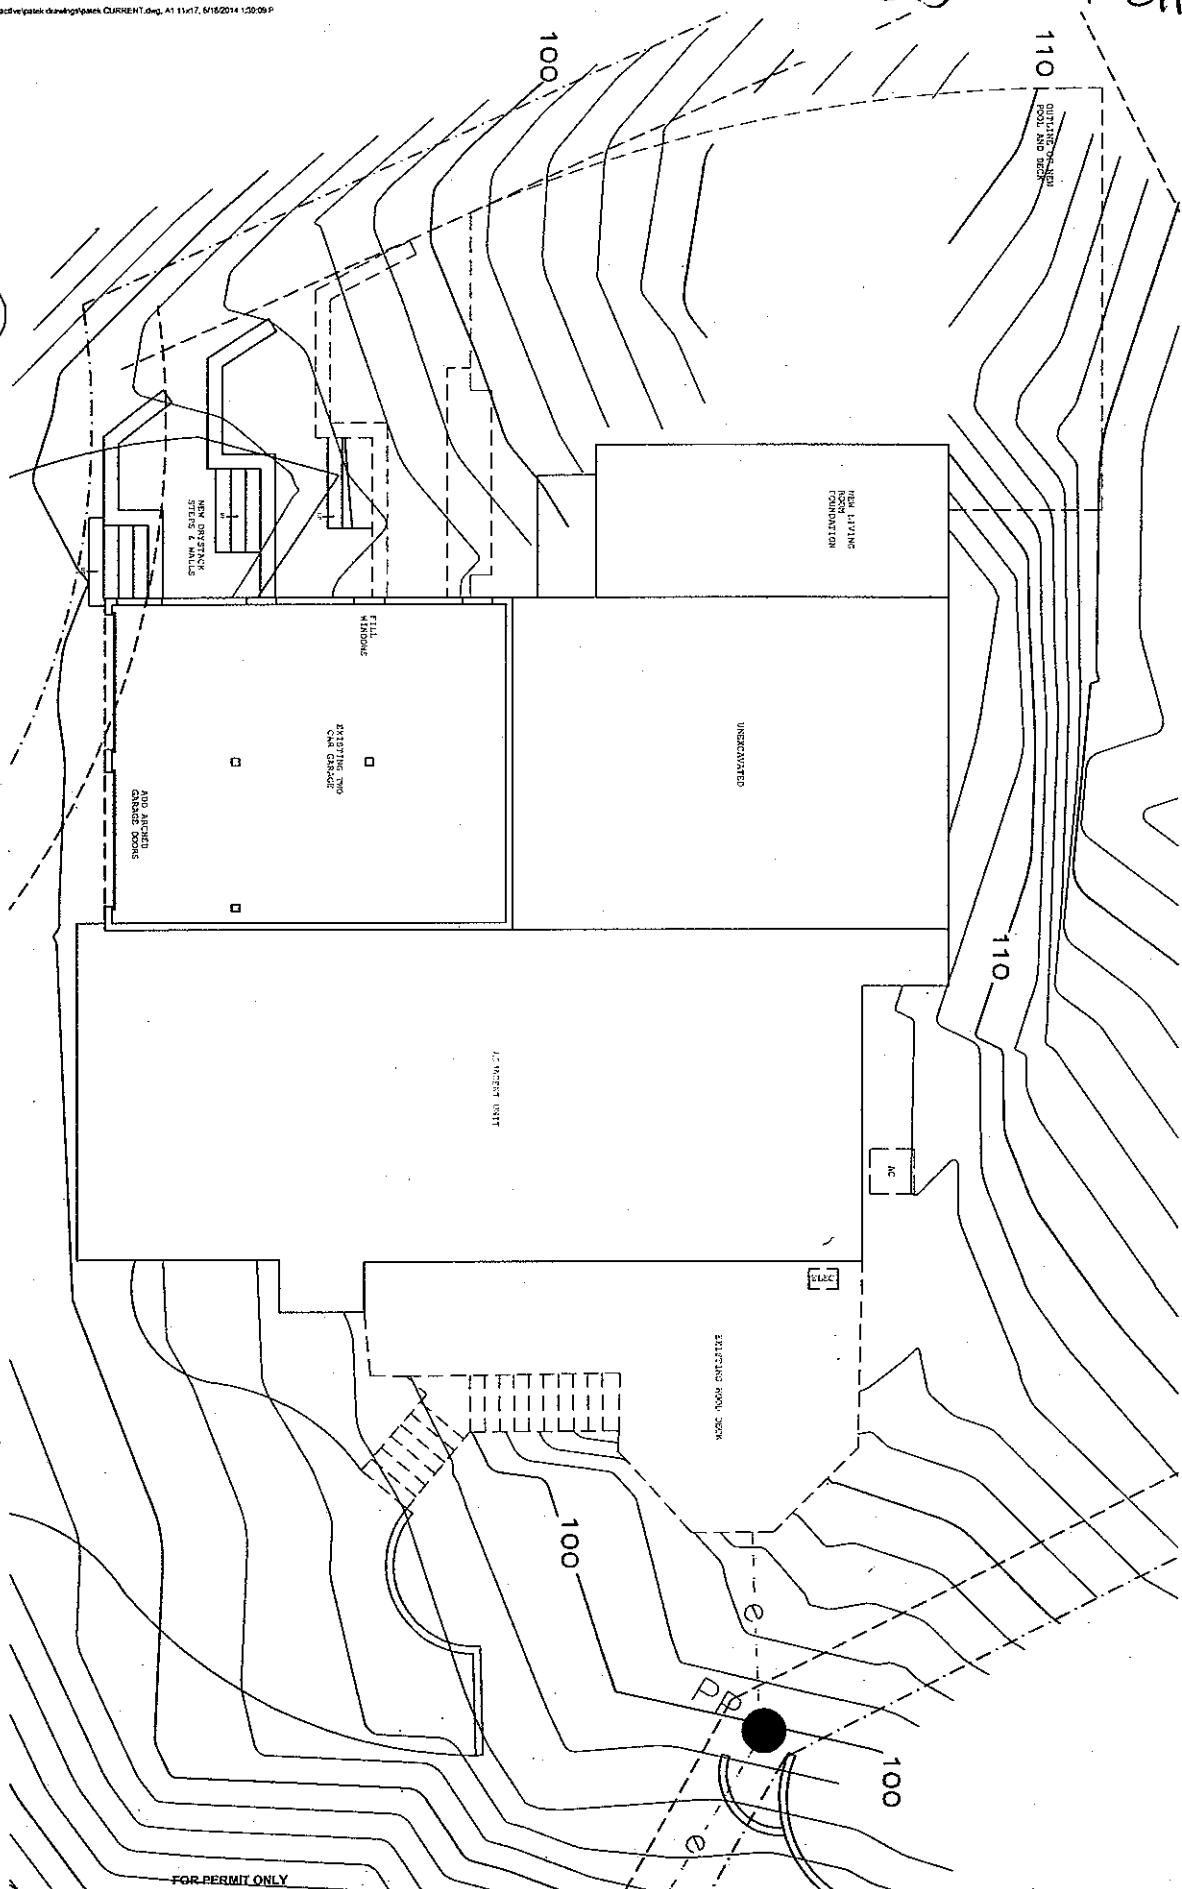 active\patek drawings\patek CURRENT.dwg, A1 11x17, 6/18/2014 1:39:09 P
100
110
OUTLINE OF NEW
POOL AND DECK
NEW LIVING
ROOM
FOUNDATION
NEW DRYSTACK
STEPS & WALLS
FILL
WINDOWS
EXISTING TWO
CAR GARAGE
UNEXCAVATED
ADD ARCHED
GARAGE DOORS
110
ADJACENT UNIT
AC
EXISTING POOL DECK
100
e
PP
100
e
FOR PERMIT ONLY